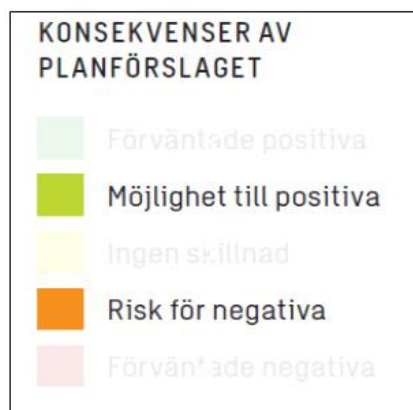 KONSEKVENSER AV
PLANFÖRSLAGET
Förväntade positiva
Möjlighet till positiva
Ingen skillnad
Risk för negativa
Förväntade negativa